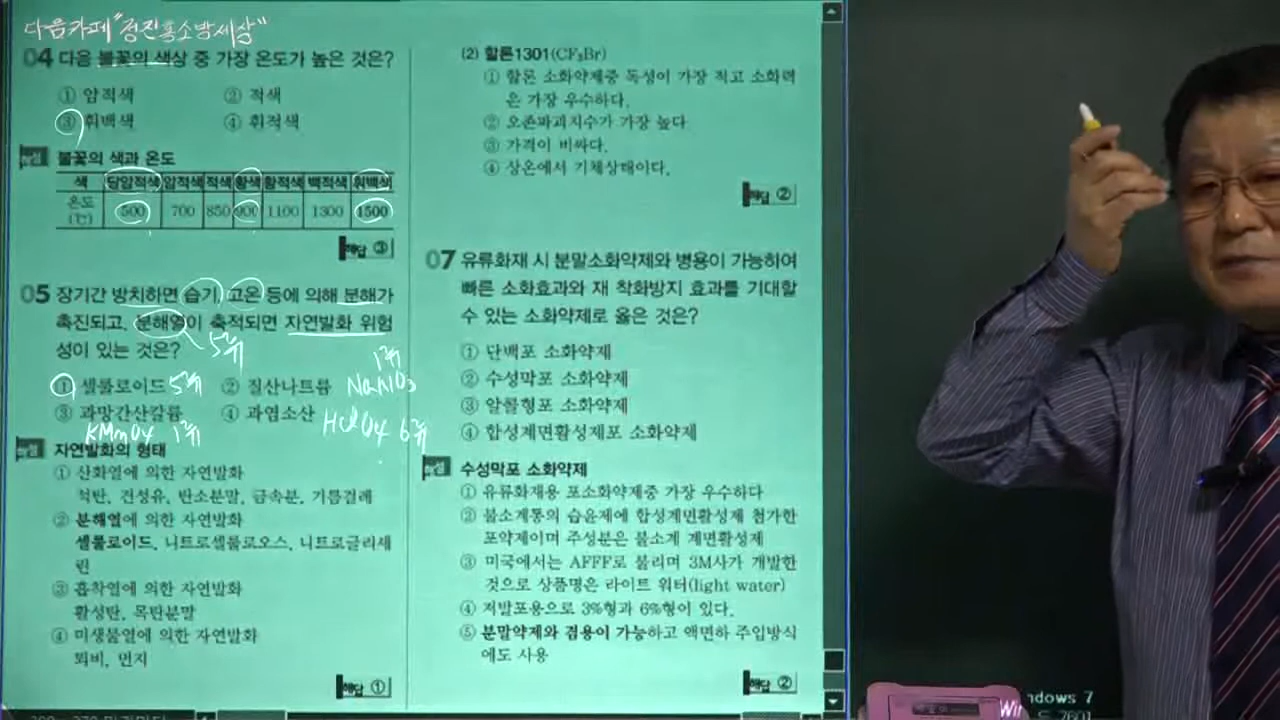 다음카페 "정진홍소방세상"
04 다음 불꽃의 색상 중 가장 온도가 높은 것은?
① 암적색 ② 적색
③ 휘백색 ④ 휘적색
해설 불꽃의 색과 온도
색 담암적색 암적색 적색 황색 황적색 백적색 휘백색
온도(℃) 500 700 850 900 1100 1300 1500
해답 ③
05 장기간 방치하면 습기, 고온 등에 의해 분해가
촉진되고, 분해열이 축적되면 자연발화 위험
성이 있는 것은?
5류
1류
① 셀룰로이드 5류 ② 질산나트륨 NaNO3
③ 과망간산칼륨 ④ 과염소산
KMnO4 1류 HClO4 6류
해설 자연발화의 형태
① 산화열에 의한 자연발화
석탄, 건성유, 탄소분말, 금속분, 기름걸레
② 분해열에 의한 자연발화
셀룰로이드, 니트로셀룰로오스, 니트로글리세
린
③ 흡착열에 의한 자연발화
활성탄, 목탄분말
④ 미생물열에 의한 자연발화
퇴비, 먼지
해답 ①
(2) 할론1301(CF₃Br)
① 할론 소화약제중 독성이 가장 적고 소화력
은 가장 우수하다.
② 오존파괴지수가 가장 높다
③ 가격이 비싸다.
④ 상온에서 기체상태이다.
해답 ②
07 유류화재 시 분말소화약제와 병용이 가능하여
빠른 소화효과와 재 착화방지 효과를 기대할
수 있는 소화약제로 옳은 것은?
① 단백포 소화약제
② 수성막포 소화약제
③ 알콜형포 소화약제
④ 합성계면활성제포 소화약제
해설 수성막포 소화약제
① 유류화재용 포소화약제중 가장 우수하다
② 불소계통의 습윤제에 합성계면활성제 첨가한
포약제이며 주성분은 불소계 계면활성제
③ 미국에서는 AFFF로 불리며 3M사가 개발한
것으로 상품명은 라이트 워터(light water)
④ 저발포용으로 3%형과 6%형이 있다.
⑤ 분말약제와 겸용이 가능하고 액면하 주입방식
에도 사용
해답 ②
ndows 7
Win
7601